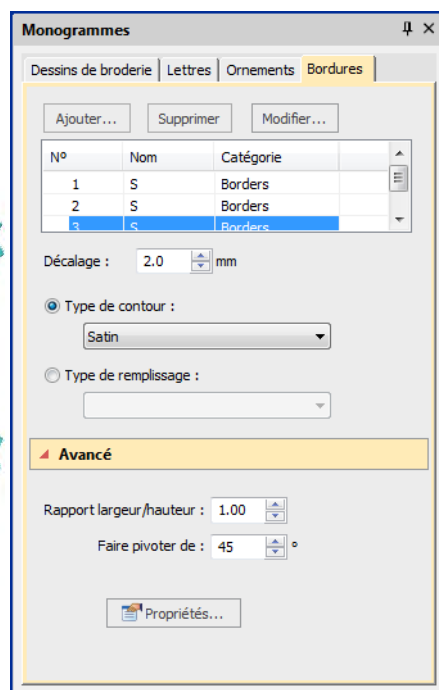 Monogrammes
Dessins de broderie Lettres Ornements Bordures
Ajouter... Supprimer Modifier...
Nº Nom Catégorie
1 S Borders
2 S Borders
3 S Borders
Décalage : 2.0 mm
Type de contour :
Satin
Type de remplissage :
Avancé
Rapport largeur/hauteur : 1.00
Faire pivoter de : 45 °
Propriétés...